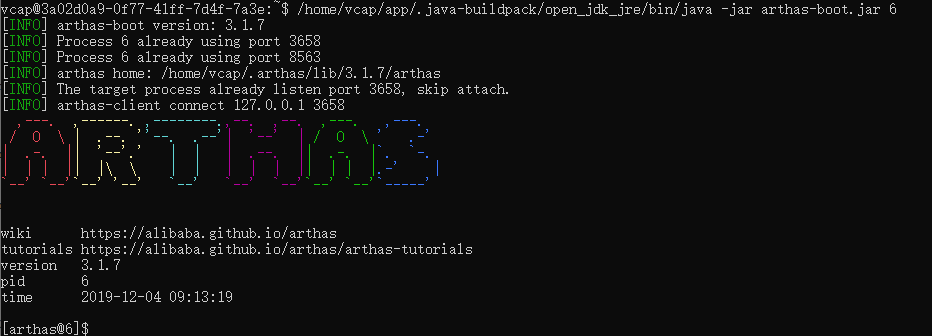 vcap@3a02d0a9-0f77-41ff-7d4f-7a3e:~$ /home/vcap/app/.java-buildpack/open_jdk_jre/bin/java -jar arthas-boot.jar 6
[INFO] arthas-boot version: 3.1.7
[INFO] Process 6 already using port 3658
[INFO] Process 6 already using port 8563
[INFO] arthas home: /home/vcap/.arthas/lib/3.1.7/arthas
[INFO] The target process already listen port 3658, skip attach.
[INFO] arthas-client connect 127.0.0.1 3658
ARTHAS
wiki https://alibaba.github.io/arthas
tutorials https://alibaba.github.io/arthas/arthas-tutorials
version 3.1.7
pid 6
time 2019-12-04 09:13:19
[arthas@6]$